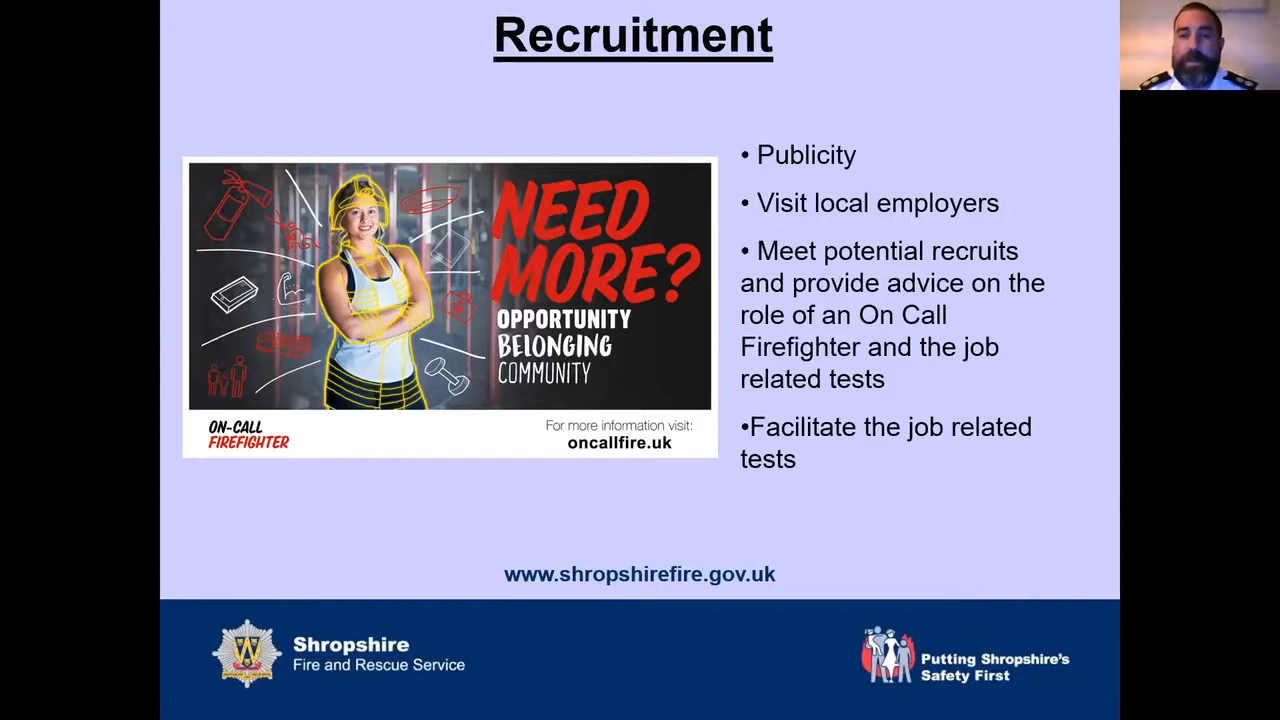 Recruitment
NEED
MORE?
OPPORTUNITY
BELONGING
COMMUNITY
ON-CALL
FIREFIGHTER
For more information visit:
oncallfire.uk
• Publicity
• Visit local employers
• Meet potential recruits
and provide advice on the
role of an On Call
Firefighter and the job
related tests
•Facilitate the job related
tests
www.shropshirefire.gov.uk
Shropshire
Fire and Rescue Service
Putting Shropshire's
Safety First